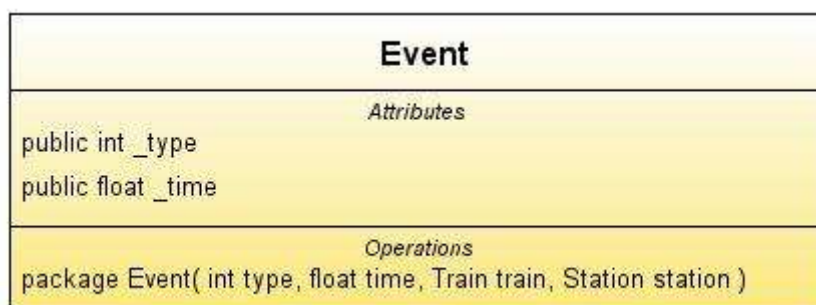 Event
Attributes
public int _type
public float _time
Operations
package Event( int type, float time, Train train, Station station )